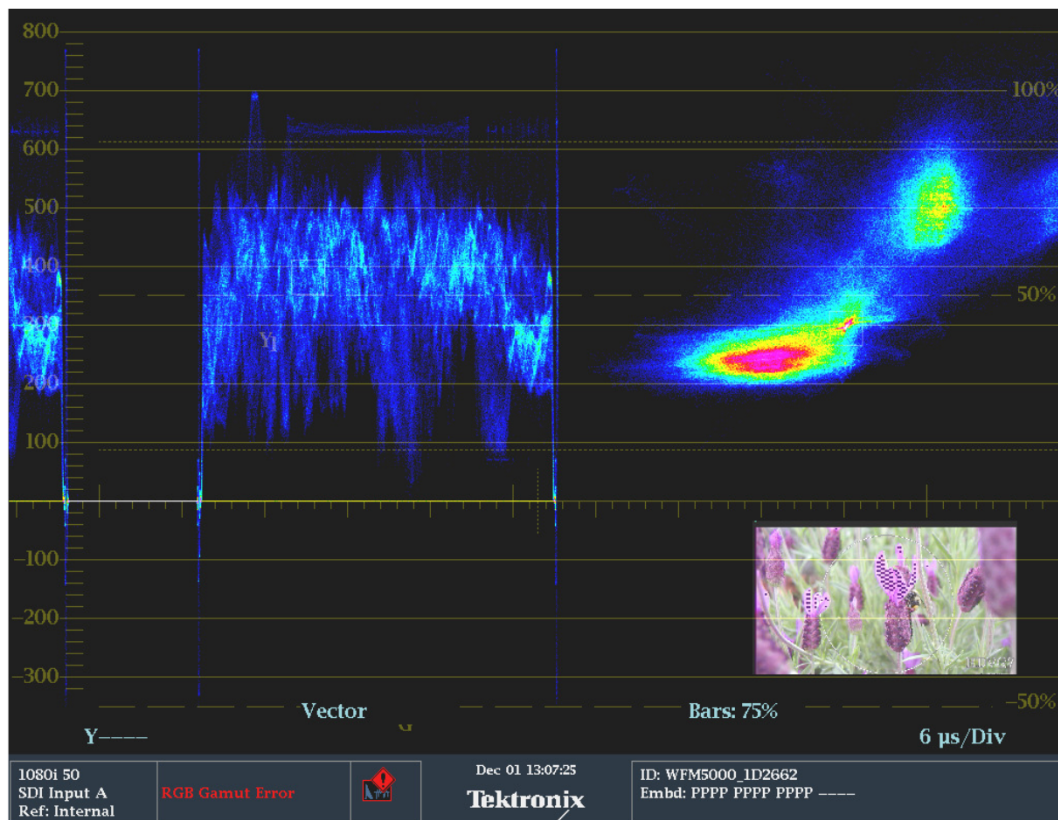 800
700
100%
600
500
400
50%
300
200
100
-100
-200
-300
-50%
Vector
Bars: 75%
Y----
6 µs/Div
1080i 50
SDI Input A
Ref: Internal
RGB Gamut Error
Dec 01 13:07:25
Tektronix
ID: WFM5000_1D2662
Embd: PPPP PPPP PPPP ----